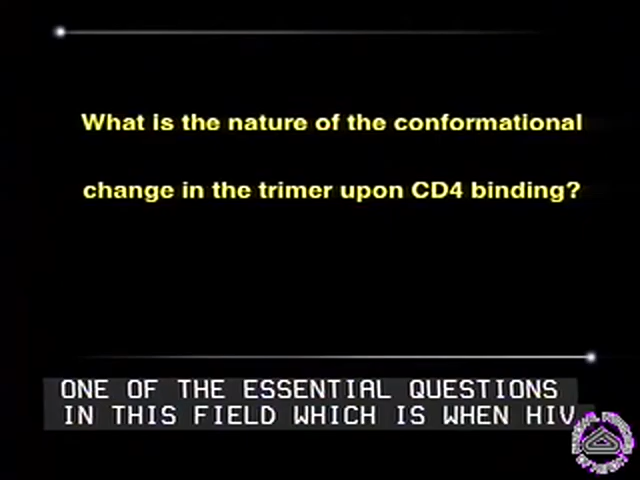 What is the nature of the conformational
change in the trimer upon CD4 binding?
ONE OF THE ESSENTIAL QUESTIONS
IN THIS FIELD WHICH IS WHEN HIV